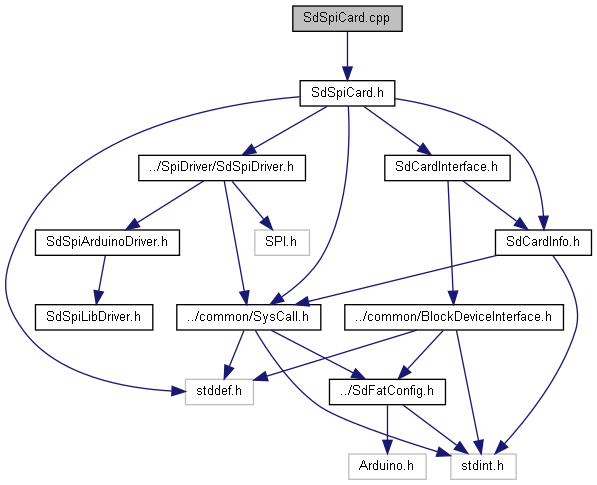 SdSpiCard.cpp
SdSpiCard.h
../SpiDriver/SdSpiDriver.h
SdCardInterface.h
SdSpiArduinoDriver.h
SPI.h
SdCardInfo.h
SdSpiLibDriver.h
../common/SysCall.h
../common/BlockDeviceInterface.h
stddef.h
../SdFatConfig.h
Arduino.h
stdint.h